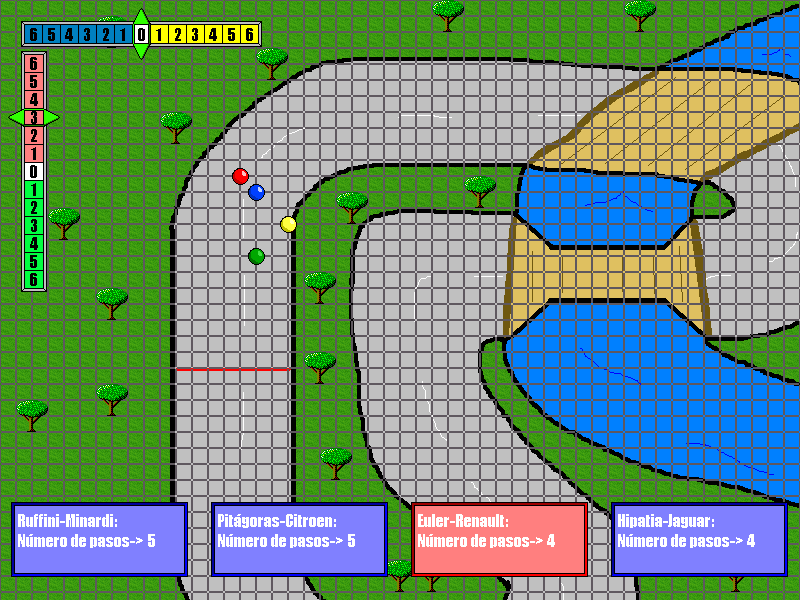 6 5 4 3 2 1 0 1 2 3 4 5 6
6
5
4
3
2
1
0
1
2
3
4
5
6
Ruffini-Minardi:
Número de pasos-> 5
Pitágoras-Citroen:
Número de pasos-> 5
Euler-Renault:
Número de pasos-> 4
Hipatia-Jaguar:
Número de pasos-> 4